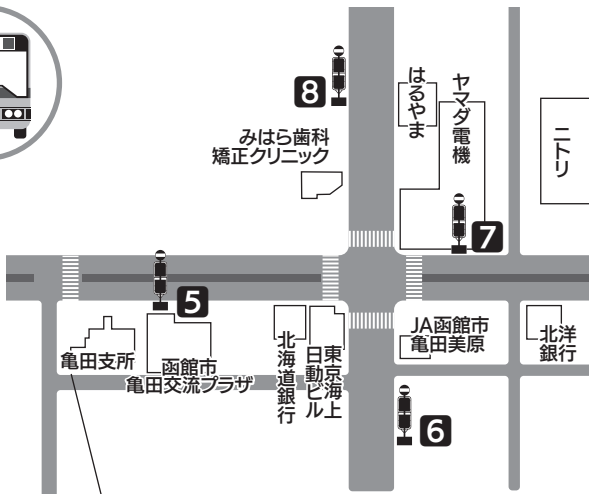 8
はるやま
ヤマダ電機
ニトリ
みはら歯科
矯正クリニック
7
5
亀田支所
函館市
亀田交流プラザ
北海道銀行
東京海上
日動ビル
JA函館市
亀田美原
北洋
銀行
6